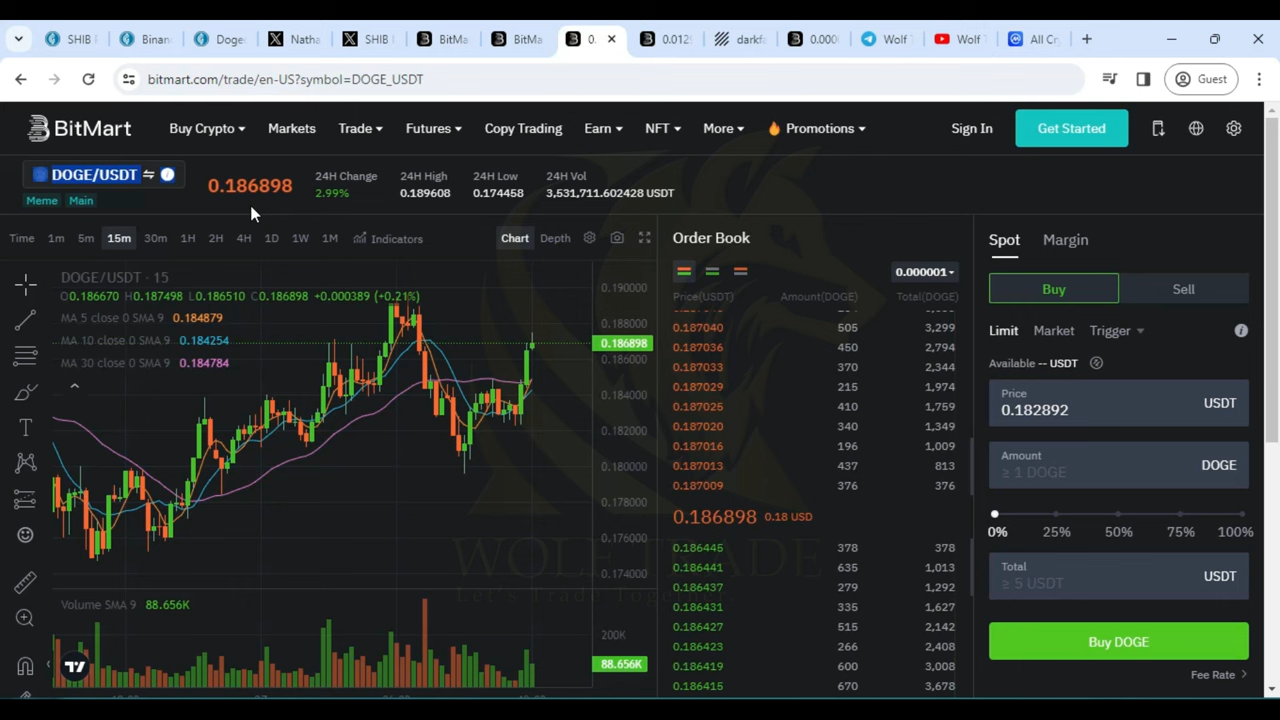 SHIB
Binan
Doge
Natha
SHIB
BitMa
BitMa
0.
0.012
darkfa
0.000
Wolf T
Wolf T
All Cr
bitmart.com/trade/en-US?symbol=DOGE_USDT
Guest
BitMart
Buy Crypto
Markets
Trade
Futures
Copy Trading
Earn
NFT
More
Promotions
Sign In
Get Started
DOGE/USDT
Meme Main
0.186898
24H Change
2.99%
24H High
0.189608
24H Low
0.174458
24H Vol
3,531,711.602428 USDT
Time 1m 5m 15m 30m 1H 2H 4H 1D 1W 1M Indicators
Chart Depth
DOGE/USDT · 15
O0.186670 H0.187498 L0.186510 C0.186898 +0.000389 (+0.21%)
MA 5 close 0 SMA 9 0.184879
MA 10 close 0 SMA 9 0.184254
MA 30 close 0 SMA 9 0.184784
0.190000
0.188000
0.186898
0.186000
0.184000
0.182000
0.180000
0.178000
0.176000
0.174000
Volume SMA 9 88.656K
200K
88.656K
Order Book
0.000001
Price(USDT) Amount(DOGE) Total(DOGE)
0.187040 505 3,299
0.187036 450 2,794
0.187033 370 2,344
0.187029 215 1,974
0.187025 410 1,759
0.187020 340 1,349
0.187016 196 1,009
0.187013 437 813
0.187009 376 376
0.186898 0.18 USD
0.186445 378 378
0.186441 635 1,013
0.186437 279 1,292
0.186431 335 1,627
0.186427 515 2,142
0.186423 266 2,408
0.186419 600 3,008
0.186415 670 3,678
Spot Margin
Buy Sell
Limit Market Trigger
Available -- USDT
Price
0.182892 USDT
Amount
≥ 1 DOGE DOGE
0% 25% 50% 75% 100%
Total
≥ 5 USDT USDT
Buy DOGE
Fee Rate
WOLF TRADE
Let's Trade Together.